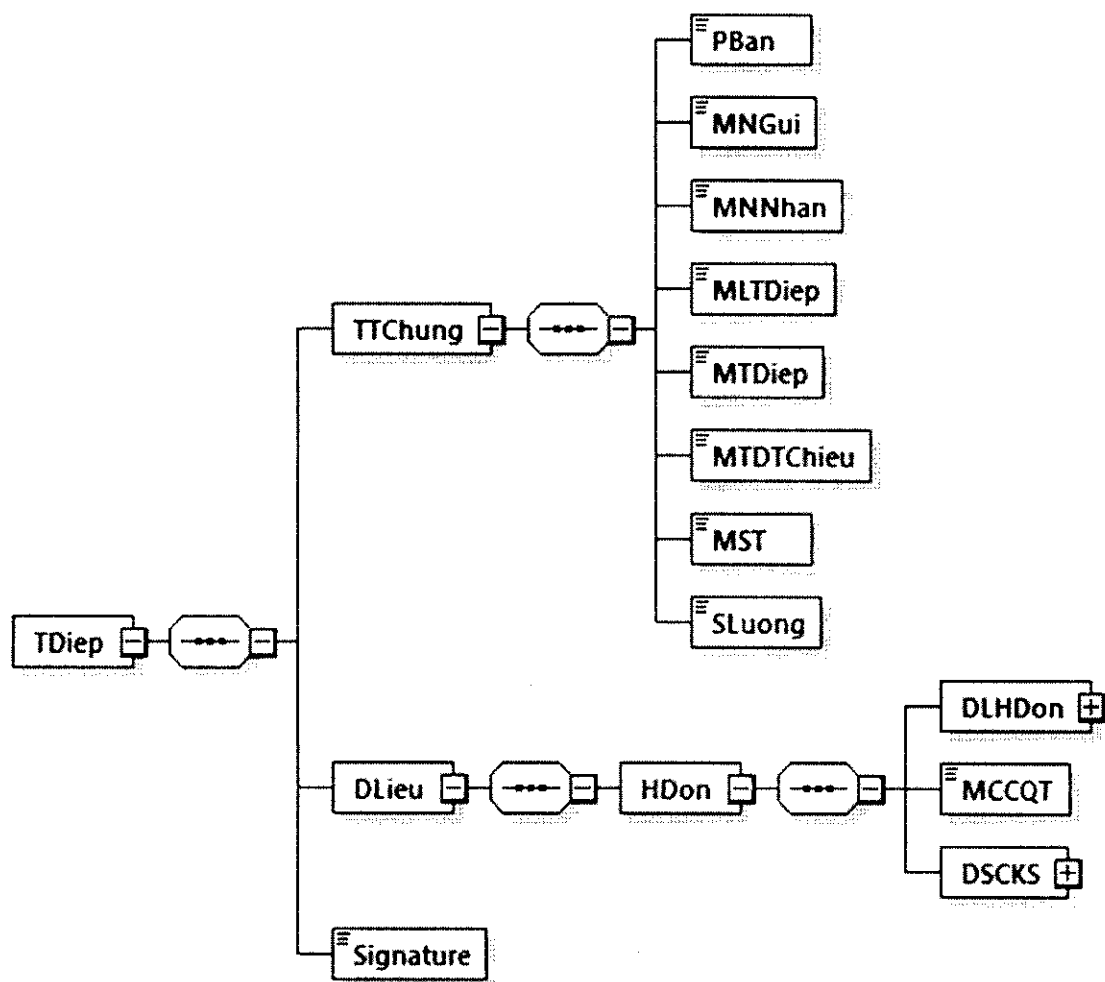 PBan
MNGui
MNNhan
MLTDiep
TTChung
MTDiep
MTDTChieu
MST
SLuong
TDiep
DLHDon
DLieu
HDon
MCCQT
DSCKS
Signature